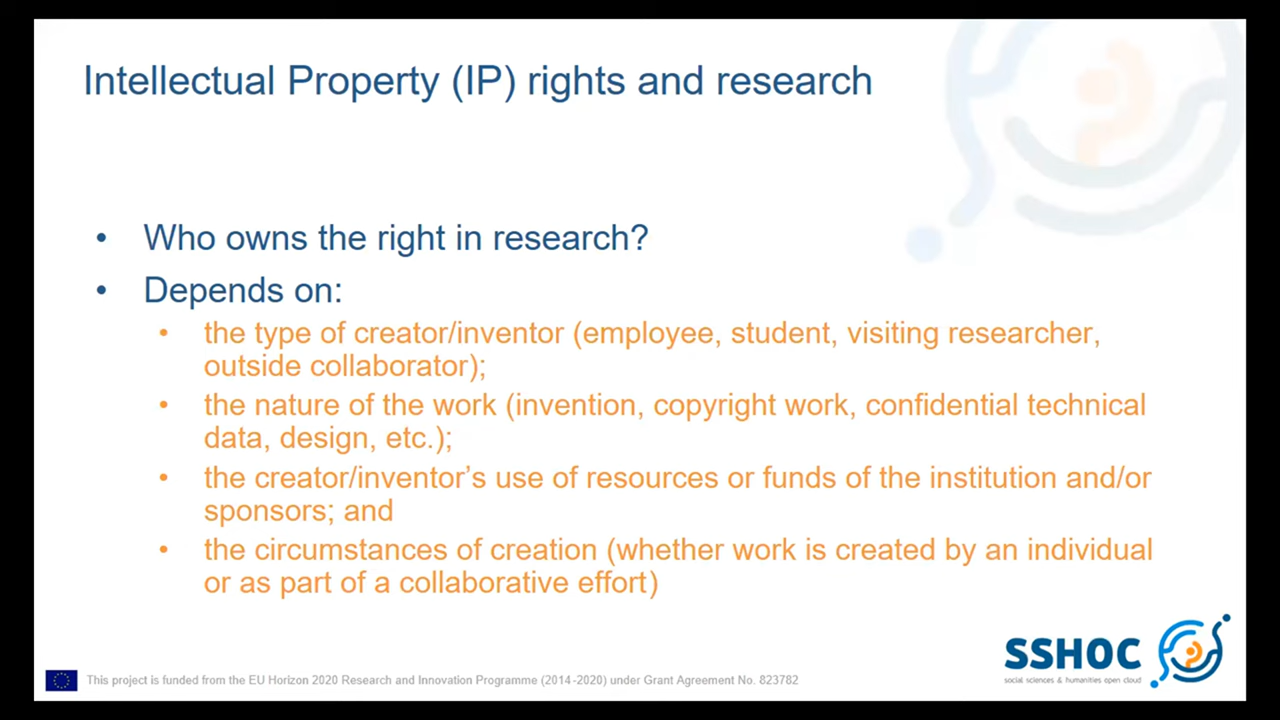 Intellectual Property (IP) rights and research
• Who owns the right in research?
• Depends on:
• the type of creator/inventor (employee, student, visiting researcher,
outside collaborator);
• the nature of the work (invention, copyright work, confidential technical
data, design, etc.);
• the creator/inventor’s use of resources or funds of the institution and/or
sponsors; and
• the circumstances of creation (whether work is created by an individual
or as part of a collaborative effort)
SSHOC
social sciences & humanities open cloud
This project is funded from the EU Horizon 2020 Research and Innovation Programme (2014-2020) under Grant Agreement No. 823782